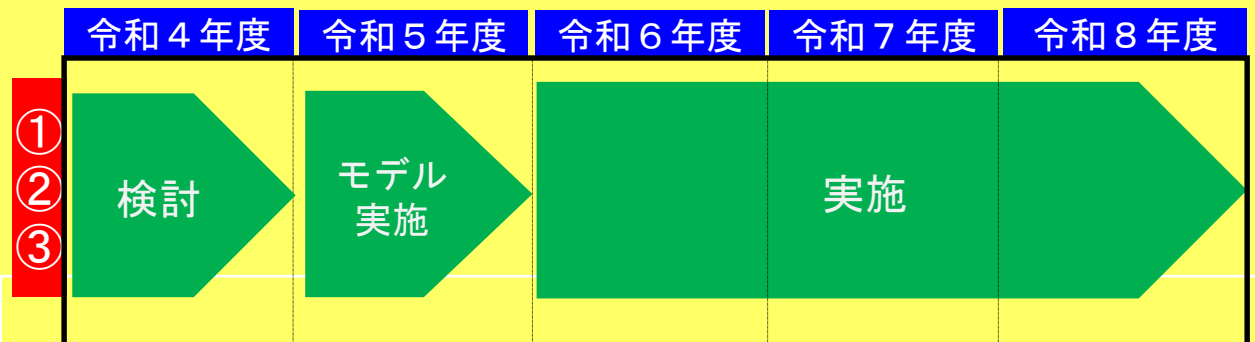 令和４年度
令和５年度
令和６年度
令和７年度
令和８年度
①
②
③
検討
モデル
実施
実施